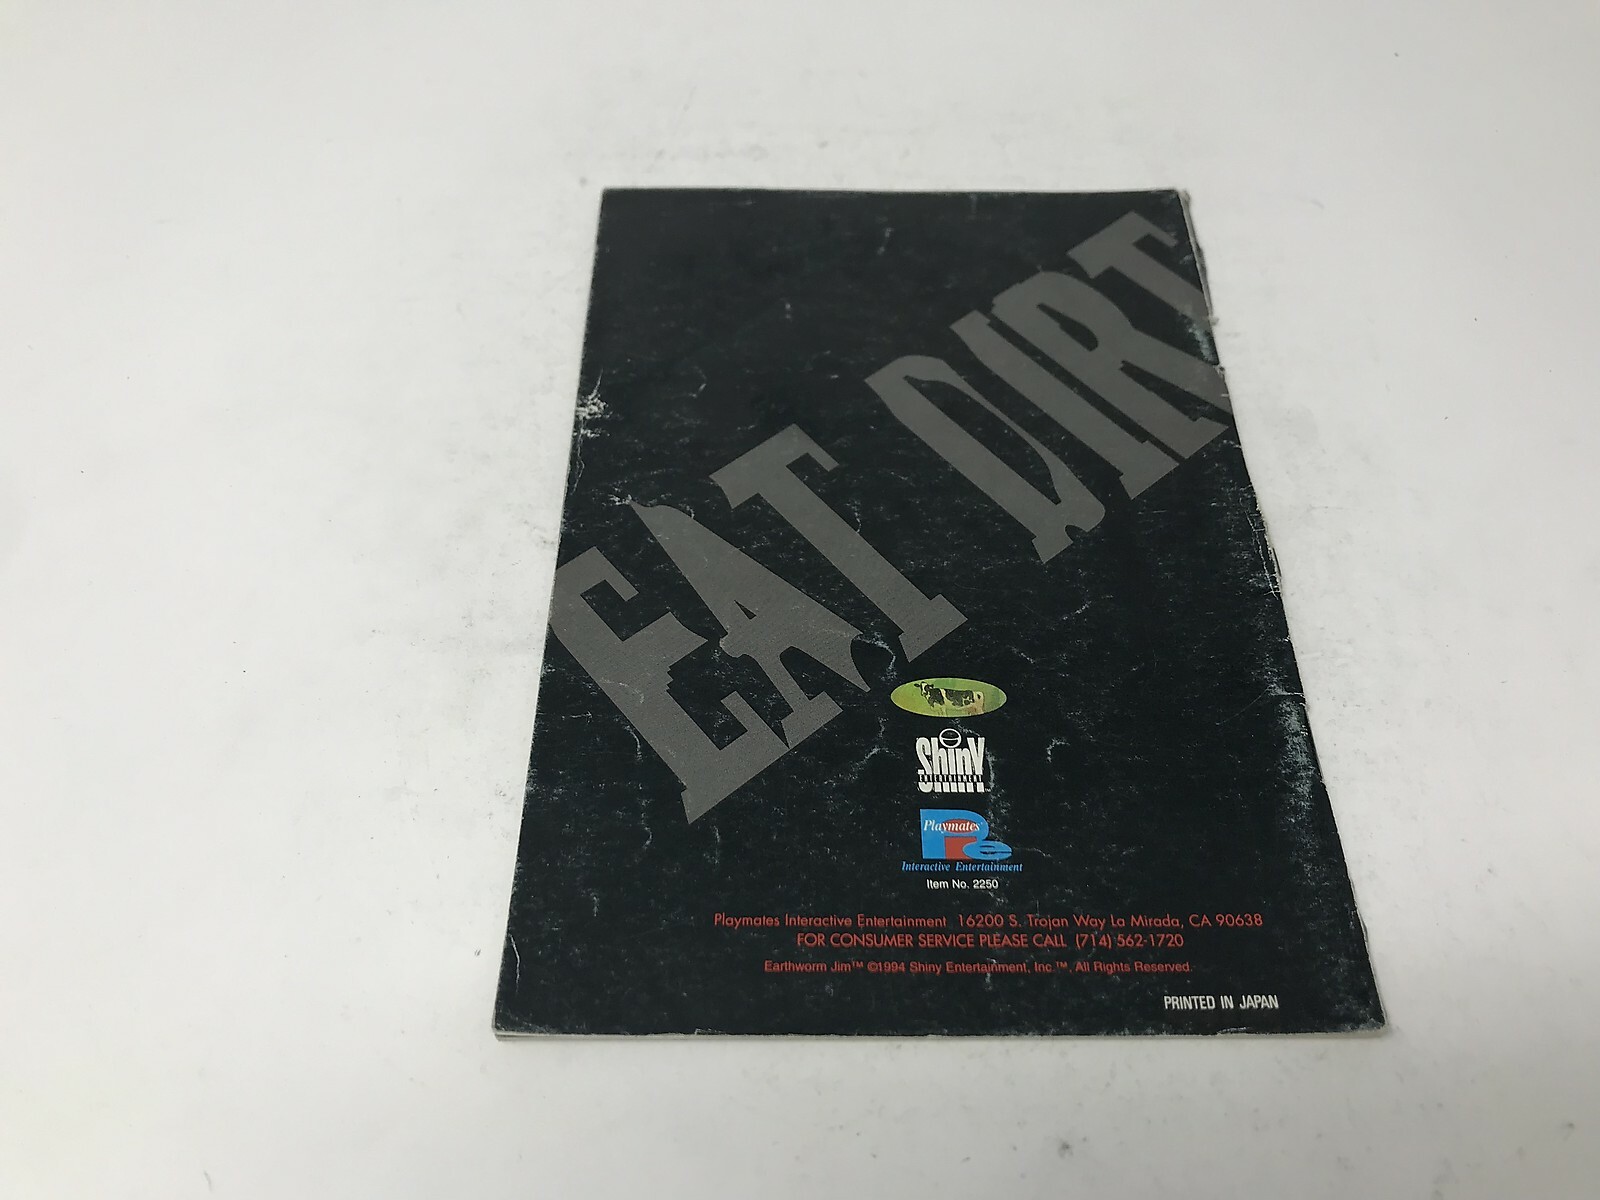 EAT DIRT
Shiny
ENTERTAINMENT
Playmates
Interactive Entertainment
Item No. 2250
Playmates Interactive Entertainment 16200 S. Trojan Way La Mirada, CA 90638
FOR CONSUMER SERVICE PLEASE CALL (714) 562-1720
Earthworm Jim™ ©1994 Shiny Entertainment, Inc.™, All Rights Reserved.
PRINTED IN JAPAN